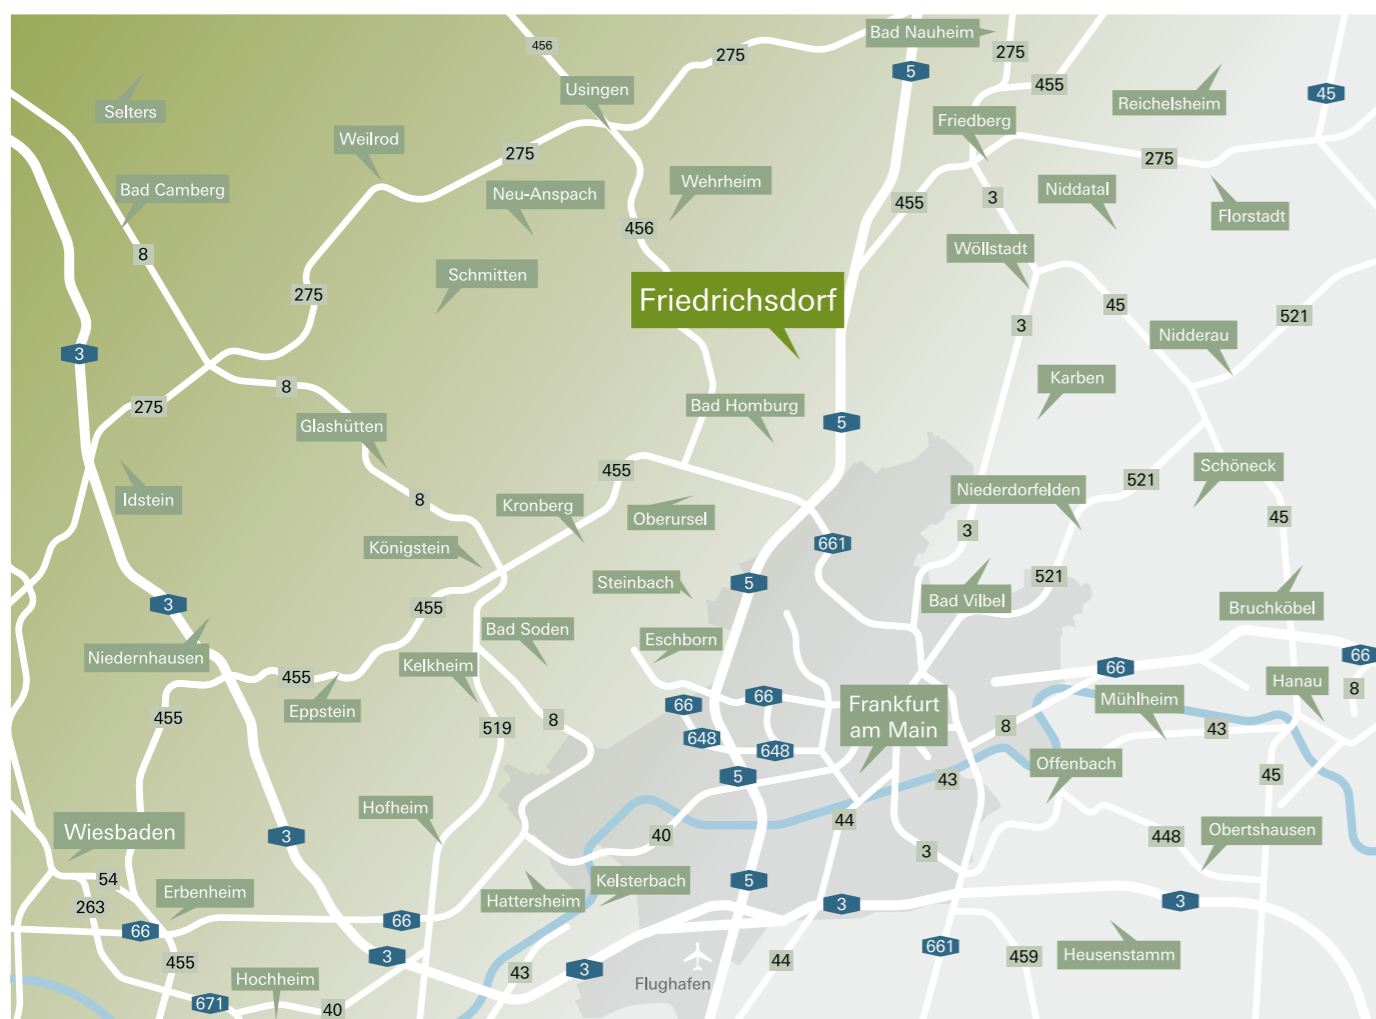 Bad Nauheim
456
275
275
5
455
45
Selters
Usingen
Reichelsheim
Friedberg
Weilrod
275
275
Bad Camberg
Neu-Anspach
Wehrheim
455
3
Niddatal
Florstadt
456
8
Wöllstadt
Schmitten
275
Friedrichsdorf
45
521
3
Nidderau
3
8
Karben
275
Bad Homburg
5
Glashütten
455
Schöneck
521
Idstein
8
Kronberg
Oberursel
Niederdorfelden
45
3
661
Königstein
Steinbach
5
521
3
455
Bad Vilbel
Bruchköbel
Bad Soden
Eschborn
Niedernhausen
Kelkheim
66
66
455
8
Eppstein
66
66
Frankfurt
am Main
Mühlheim
Hanau
455
519
8
648
648
8
43
5
43
Offenbach
45
Hofheim
44
Wiesbaden
3
40
3
448
Obertshausen
54
Erbenheim
Hattersheim
Kelsterbach
5
263
66
66
3
3
455
3
43
3
44
661
459
Heusenstamm
Flughafen
Hochheim
671
40